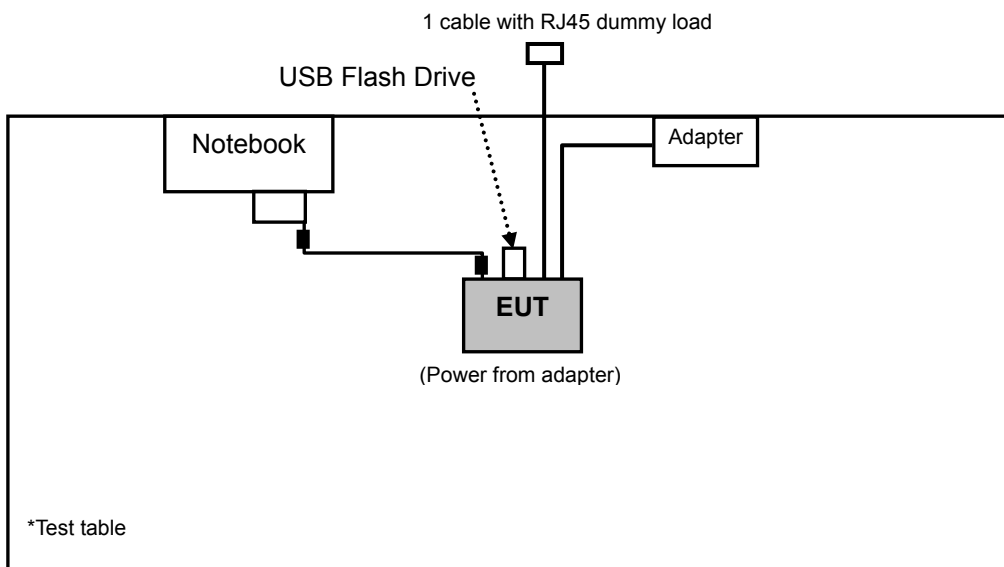 1 cable with RJ45 dummy load
USB Flash Drive
Notebook
Adapter
EUT
(Power from adapter)
*Test table